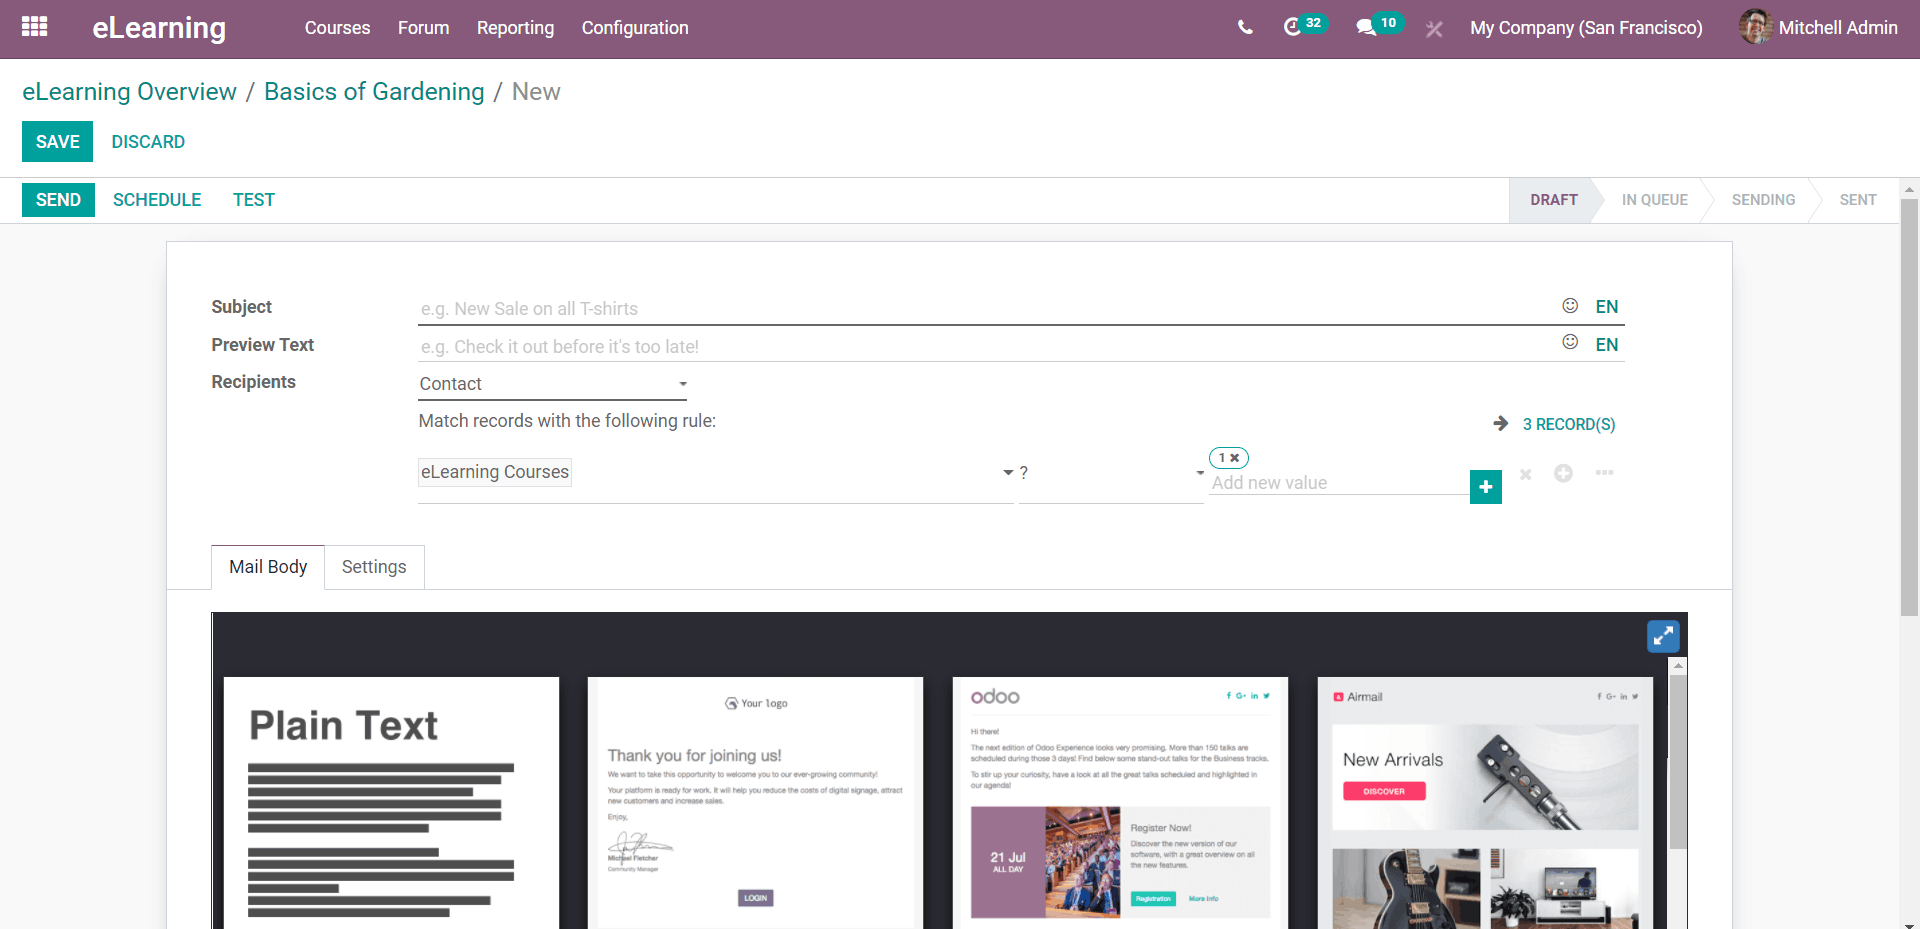 eLearning Courses Forum Reporting Configuration 32 10 My Company (San Francisco) Mitchell Admin
eLearning Overview / Basics of Gardening / New
SAVE DISCARD
SEND SCHEDULE TEST DRAFT IN QUEUE SENDING SENT
Subject e.g. New Sale on all T-shirts EN
Preview Text e.g. Check it out before it's too late! EN
Recipients Contact
Match records with the following rule: 3 RECORD(S)
eLearning Courses ? 1 ×
Add new value
Mail Body Settings
Plain Text
Your logo
Thank you for joining us!
We want to take this opportunity to welcome you to our ever-growing community!
Your platform is ready for work. It will help you reduce the costs of digital signage, attract
new customers and increase sales.
Enjoy,
Michael Fletcher
Community Manager
LOGIN
odoo
Hi there!
The next edition of Odoo Experience looks very promising. More than 150 talks are
scheduled during those 3 days! Find below some stand-out talks for the Business tracks.
To stir up your curiosity, have a look at all the great talks scheduled and highlighted in
our agenda!
21 Jul
ALL DAY
Register Now!
Discover the new version of our
software, with a great overview on all
the new features.
Registration More Info
Airmail
New Arrivals
DISCOVER